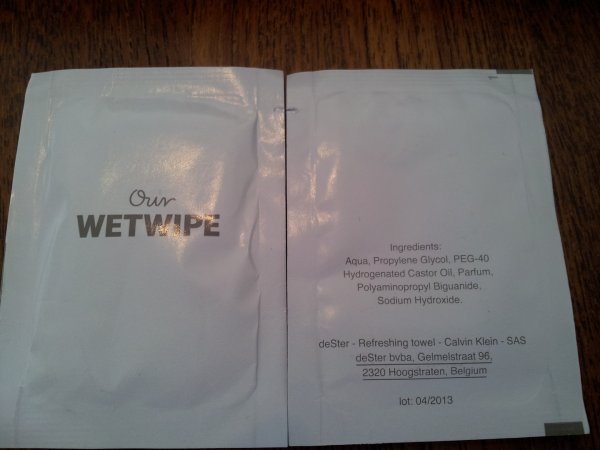 Our
WETWIPE
Ingredients:
Aqua, Propylene Glycol, PEG-40
Hydrogenated Castor Oil, Parfum,
Polyaminopropyl Biguanide,
Sodium Hydroxide.
deSter - Refreshing towel - Calvin Klein - SAS
deSter bvba, Gelmelstraat 96,
2320 Hoogstraten, Belgium
lot: 04/2013